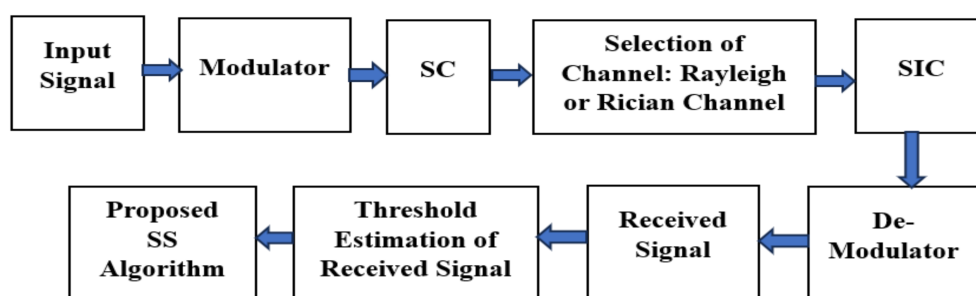 Input
Signal
Modulator
SC
Selection of
Channel: Rayleigh
or Rician Channel
SIC
De-
Modulator
Received
Signal
Threshold
Estimation of
Received Signal
Proposed
SS
Algorithm